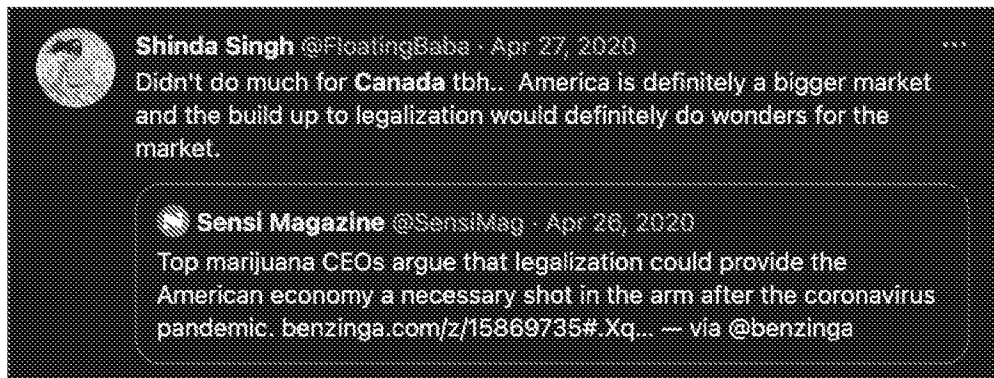 Shinda Singh @FloatingBaba · Apr 27, 2020 ...
Didn't do much for Canada tbh.. America is definitely a bigger market
and the build up to legalization would definitely do wonders for the
market.
Sensi Magazine @SensiMag · Apr 26, 2020
Top marijuana CEOs argue that legalization could provide the
American economy a necessary shot in the arm after the coronavirus
pandemic. benzinga.com/z/15869735#.Xq... — via @benzinga